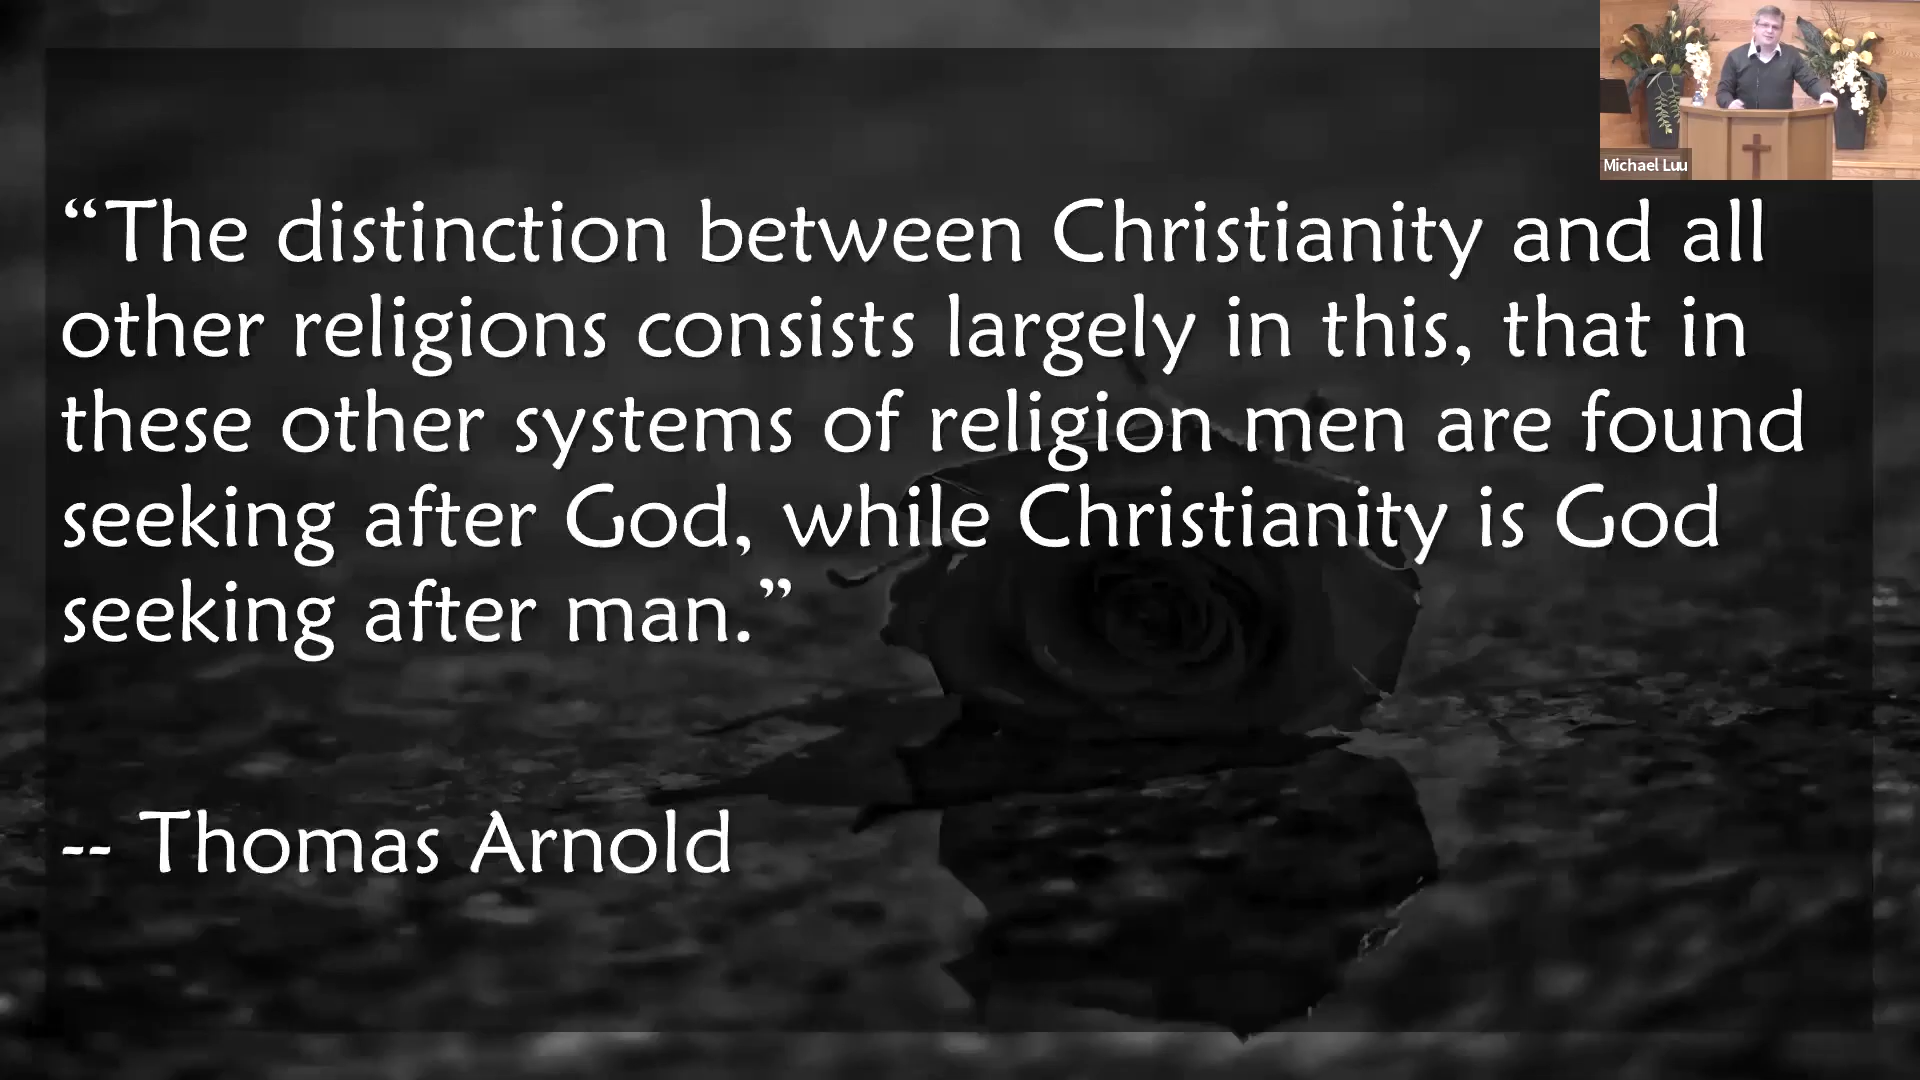 Michael Luu
“The distinction between Christianity and all
other religions consists largely in this, that in
these other systems of religion men are found
seeking after God, while Christianity is God
seeking after man.”
-- Thomas Arnold